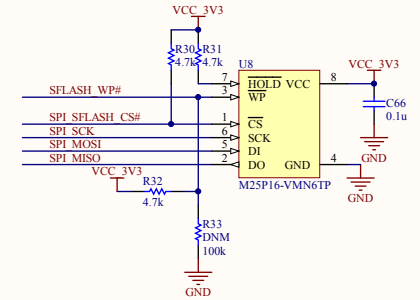 VCC_3V3
R30 R31
4.7k 4.7k
U8
7 HOLD VCC 8
VCC_3V3
SFLASH_WP# 3 WP
C66
0.1u
SPI_SFLASH_CS# 1 CS
SPI_SCK 6 SCK
SPI_MOSI 5 DI
SPI_MISO 2 DO GND 4
GND
VCC_3V3
M25P16-VMN6TP
R32
4.7k
GND
R33
DNM
100k
GND